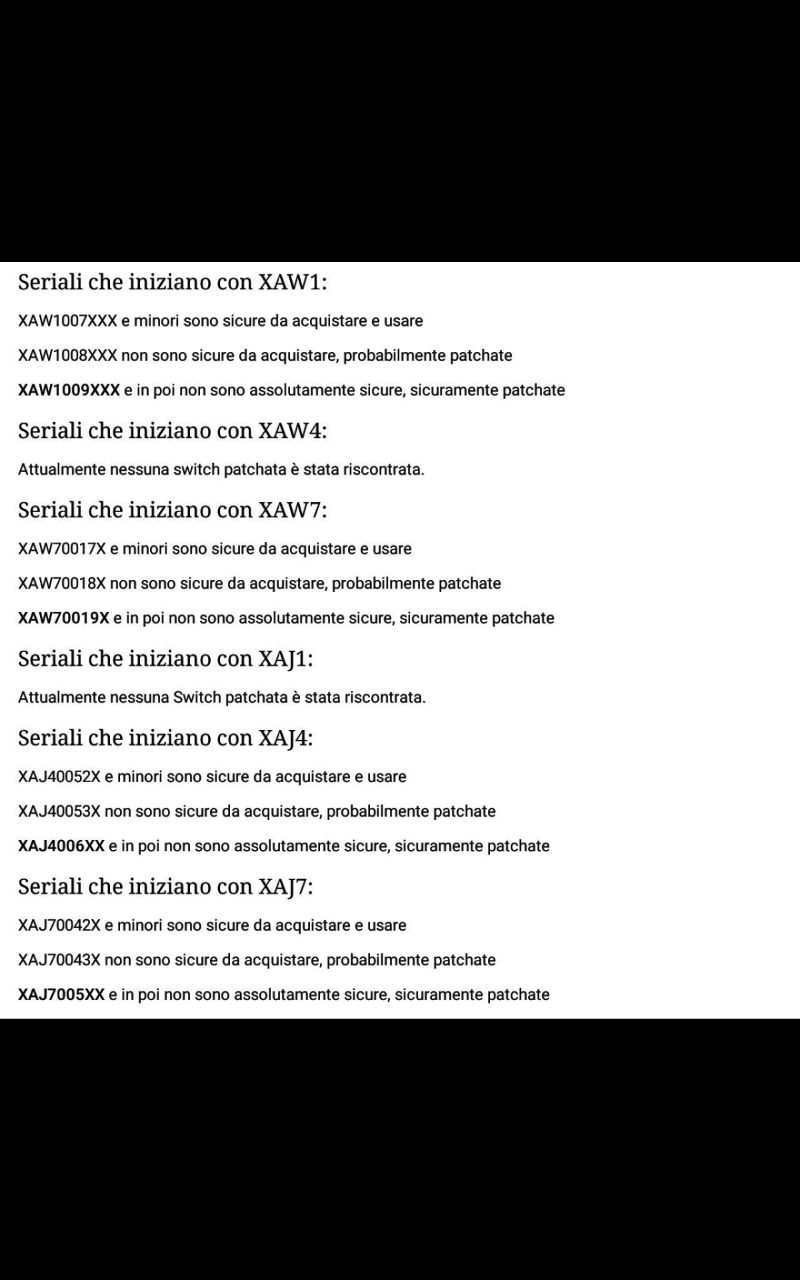 Seriali che iniziano con XAW1:
XAW1007XXX e minori sono sicure da acquistare e usare
XAW1008XXX non sono sicure da acquistare, probabilmente patchate
XAW1009XXX e in poi non sono assolutamente sicure, sicuramente patchate
Seriali che iniziano con XAW4:
Attualmente nessuna switch patchata è stata riscontrata.
Seriali che iniziano con XAW7:
XAW70017X e minori sono sicure da acquistare e usare
XAW70018X non sono sicure da acquistare, probabilmente patchate
XAW70019X e in poi non sono assolutamente sicure, sicuramente patchate
Seriali che iniziano con XAJ1:
Attualmente nessuna Switch patchata è stata riscontrata.
Seriali che iniziano con XAJ4:
XAJ40052X e minori sono sicure da acquistare e usare
XAJ40053X non sono sicure da acquistare, probabilmente patchate
XAJ4006XX e in poi non sono assolutamente sicure, sicuramente patchate
Seriali che iniziano con XAJ7:
XAJ70042X e minori sono sicure da acquistare e usare
XAJ70043X non sono sicure da acquistare, probabilmente patchate
XAJ7005XX e in poi non sono assolutamente sicure, sicuramente patchate